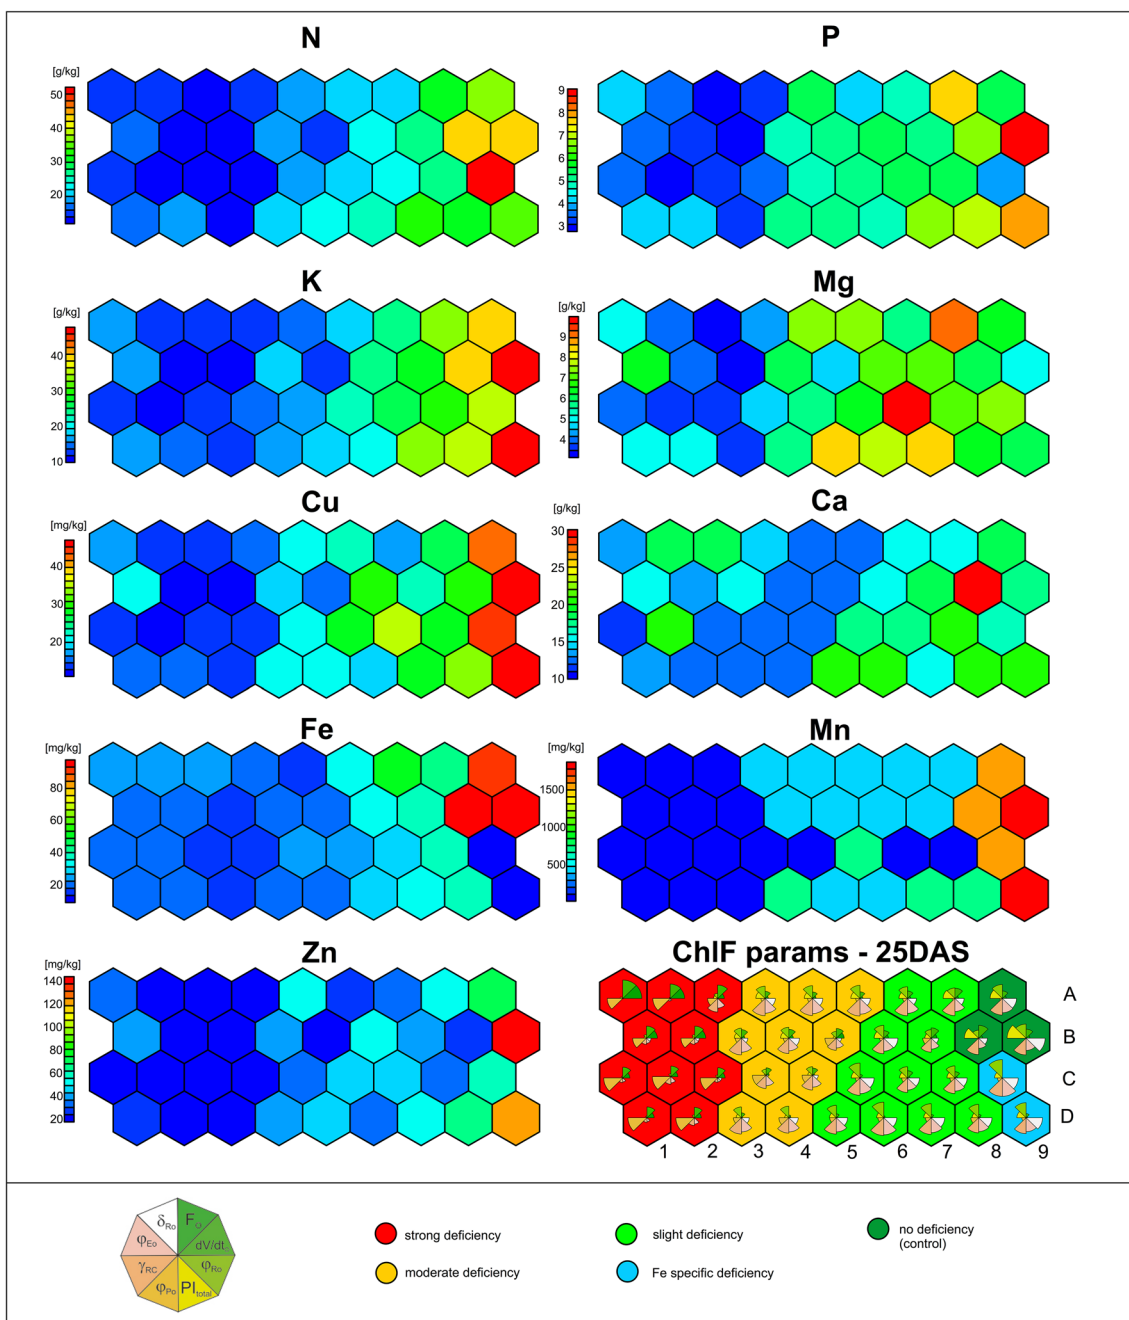 N
P
[g/kg]
50
40
30
20
9
8
7
6
5
4
3
K
Mg
[g/kg]
[g/kg]
40
30
20
10
9
8
7
6
5
4
Cu
Ca
[mg/kg]
[g/kg]
40
30
20
30
25
20
15
10
Fe
Mn
[mg/kg]
[mg/kg]
80
60
40
20
1500
1000
500
Zn
ChlF params - 25DAS
[mg/kg]
140
120
100
80
60
40
20
A
B
C
D
1 2 3 4 5 6 7 8 9
δRo
φEo
γRC
φPo
PItotal
φRo
dV/dt
strong deficiency
moderate deficiency
slight deficiency
Fe specific deficiency
no deficiency
(control)